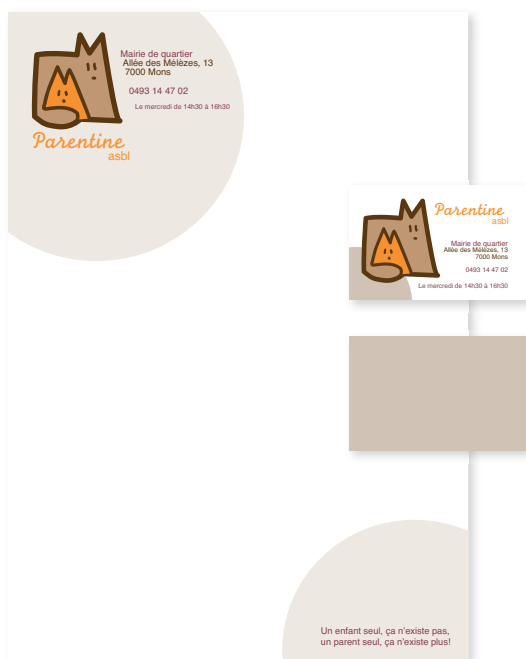 Mairie de quartier
Allée des Mélèzes, 13
7000 Mons
0493 14 47 02
Le mercredi de 14h30 à 16h30
Parentine
asbl
Parentine
asbl
Mairie de quartier
Allée des Mélèzes, 13
7000 Mons
0493 14 47 02
Le mercredi de 14h30 à 16h30
Un enfant seul, ça n'existe pas,
un parent seul, ça n'existe plus!